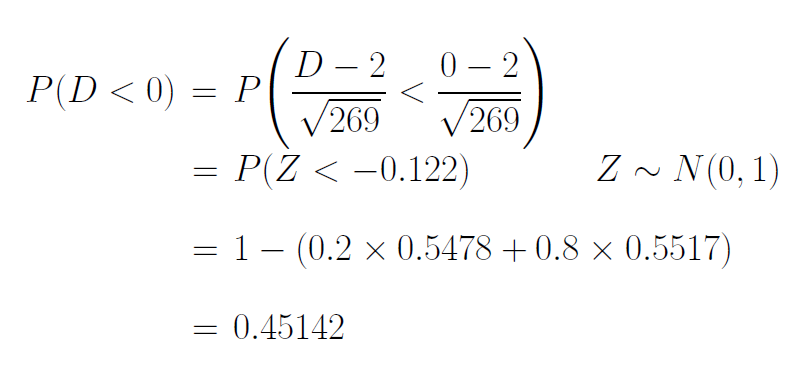 P(D < 0) = P((D − 2)/√269 < (0 − 2)/√269)
= P(Z < −0.122) Z ∼ N(0, 1)
= 1 − (0.2 × 0.5478 + 0.8 × 0.5517)
= 0.45142